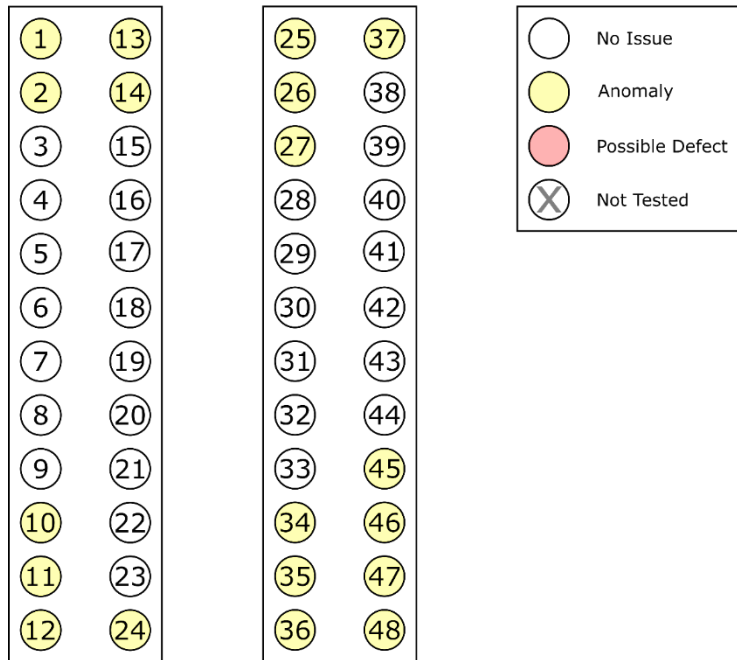 1 13 25 37 No Issue
2 14 26 38 Anomaly
3 15 27 39 Possible Defect
4 16 28 40 X Not Tested
5 17 29 41
6 18 30 42
7 19 31 43
8 20 32 44
9 21 33 45
10 22 34 46
11 23 35 47
12 24 36 48